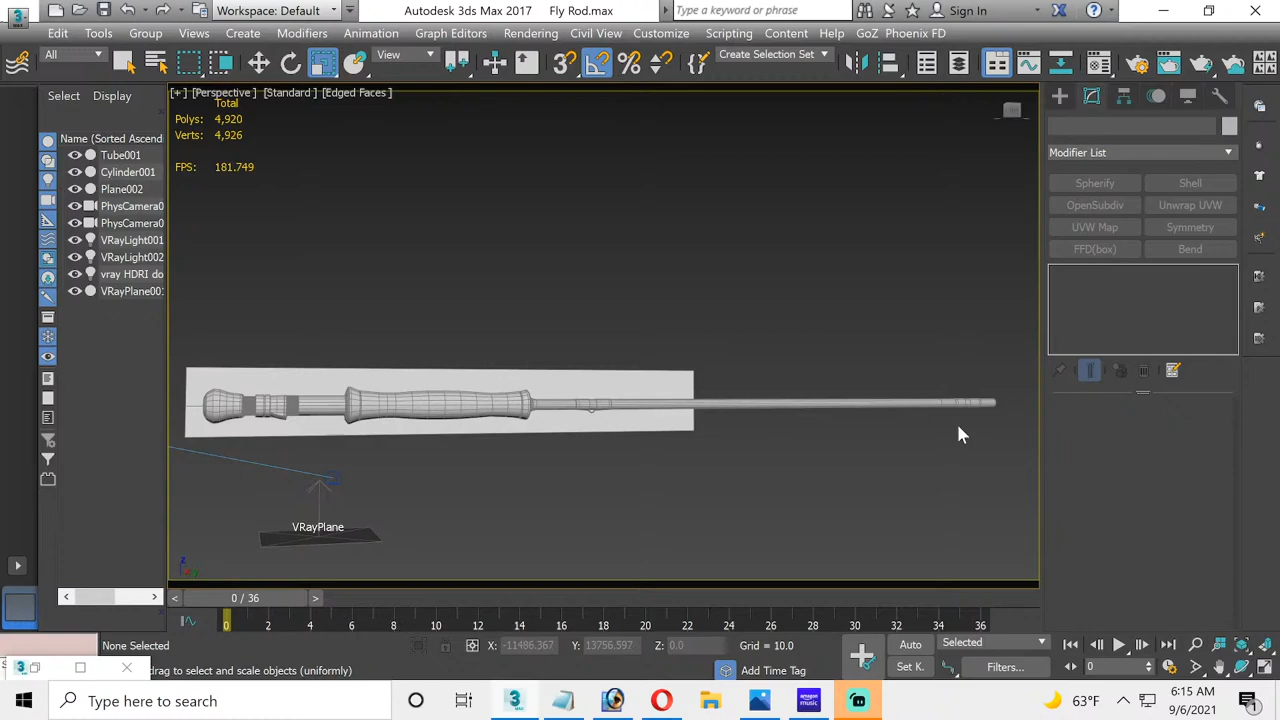 Workspace: Default
Autodesk 3ds Max 2017 Fly Rod.max
Type a keyword or phrase
Sign In
Edit Tools Group Views Create Modifiers Animation Graph Editors Rendering Civil View Customize Scripting Content Help GoZ Phoenix FD
All
View
Create Selection Set
Select Display
[+] [Perspective] [Standard] [Edged Faces]
Total
Polys: 4,920
Verts: 4,926
FPS: 181.749
Name (Sorted Ascend
Tube001
Cylinder001
Plane002
PhysCamera0
PhysCamera0
VRayLight001
VRayLight002
vray HDRI do
VRayPlane001
Modifier List
Spherify Shell
OpenSubdiv Unwrap UVW
UVW Map Symmetry
FFD(box) Bend
VRayPlane
z
0 / 36
0 2 4 6 8 10 12 14 16 18 20 22 24 26 28 30 32 34 36
None Selected
X: -11486.367 Y: 13756.597 Z: 0.0 Grid = 10.0
Auto Selected
drag to select and scale objects (uniformly)
Add Time Tag
Set K. Filters...
0
Type here to search
amazon music
63°F
6:15 AM
9/6/2021
1